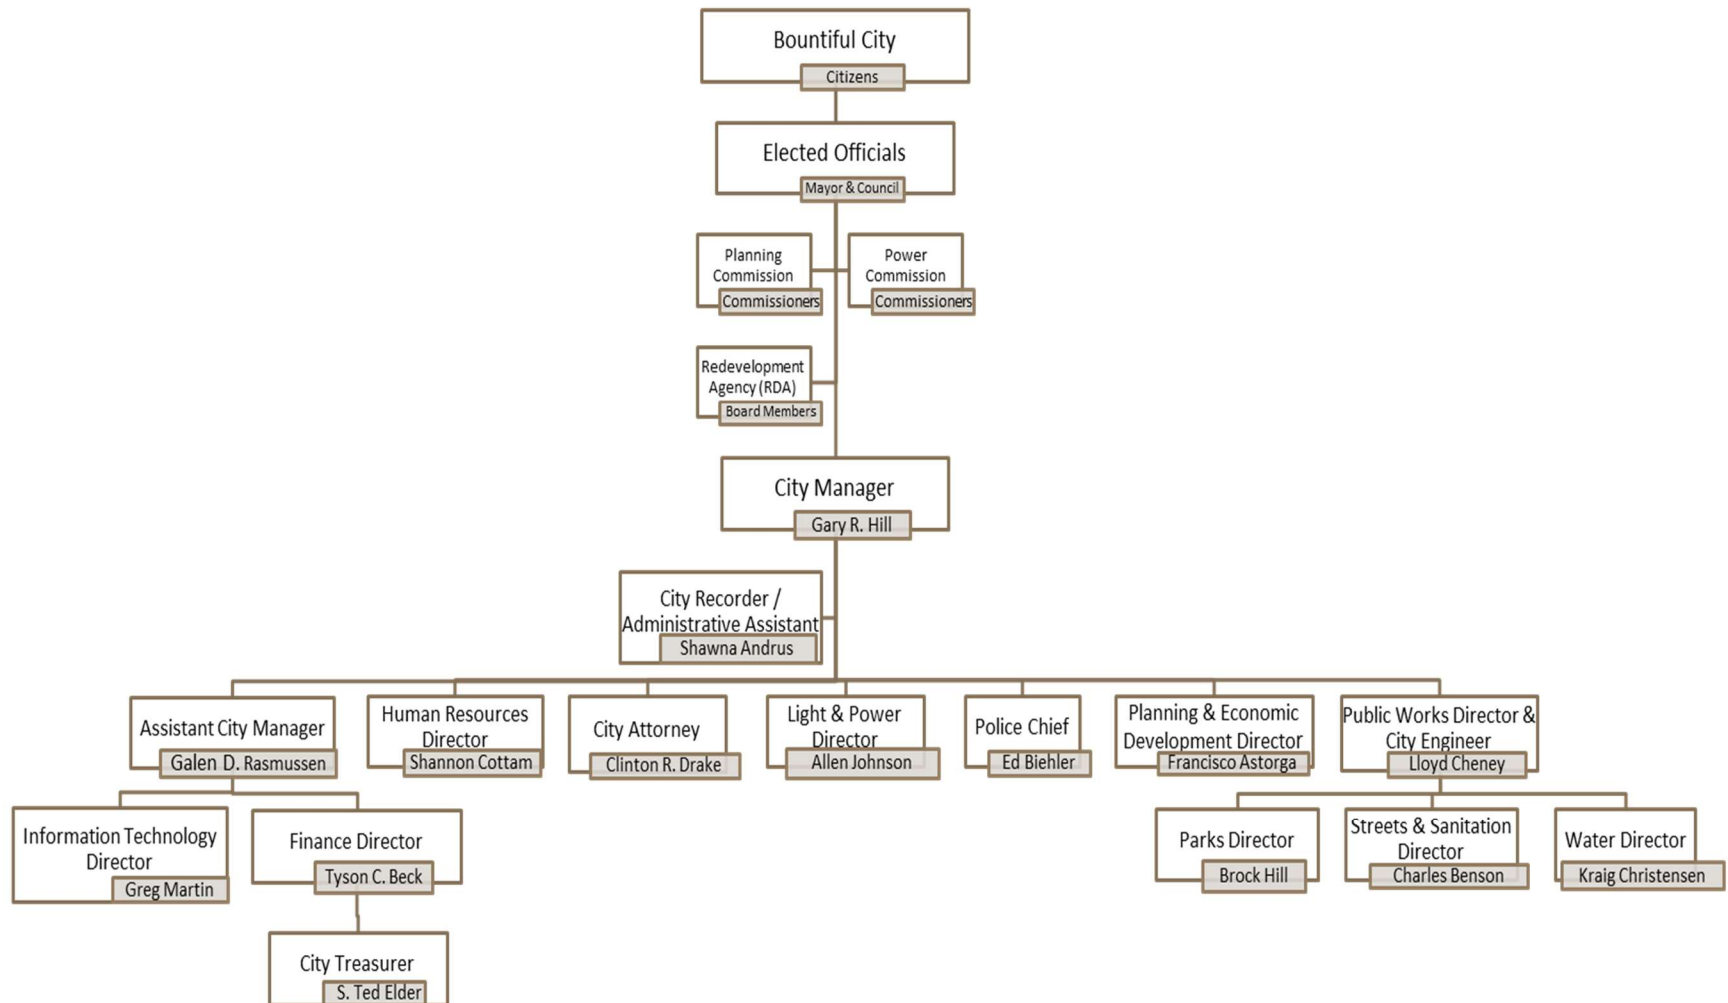 Bountiful City
Citizens
Elected Officials
Mayor & Council
Planning
Commission
Commissioners
Power
Commission
Commissioners
Redevelopment
Agency (RDA)
Board Members
City Manager
Gary R. Hill
City Recorder /
Administrative Assistant
Shawna Andrus
Assistant City Manager
Galen D. Rasmussen
Human Resources
Director
Shannon Cottam
City Attorney
Clinton R. Drake
Light & Power
Director
Allen Johnson
Police Chief
Ed Biehler
Planning & Economic
Development Director
Francisco Astorga
Public Works Director &
City Engineer
Lloyd Cheney
Information Technology
Director
Greg Martin
Finance Director
Tyson C. Beck
Parks Director
Brock Hill
Streets & Sanitation
Director
Charles Benson
Water Director
Kraig Christensen
City Treasurer
S. Ted Elder